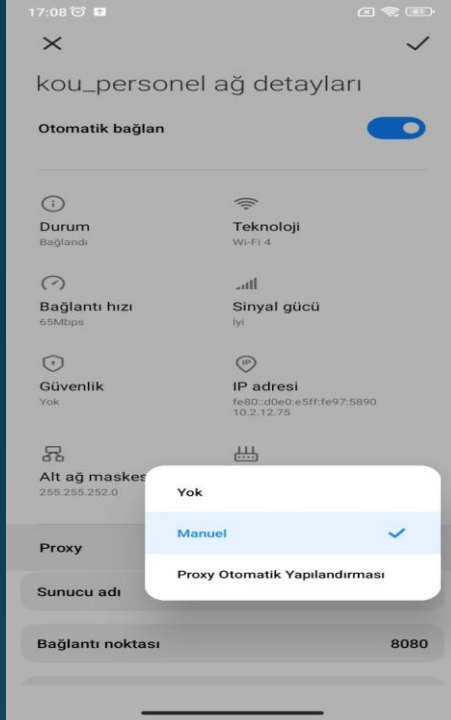 17:08
kou_personel ağ detayları
Otomatik bağlan
Durum
Bağlandı
Teknoloji
Wi-Fi 4
Bağlantı hızı
65Mbps
Sinyal gücü
İyi
Güvenlik
Yok
IP adresi
fe80::d0e0:e5ff:fe97:5890
10.2.12.75
Alt ağ maskes
255.255.252.0
Yok
Manuel
Proxy Otomatik Yapılandırması
Proxy
Sunucu adı
Bağlantı noktası 8080